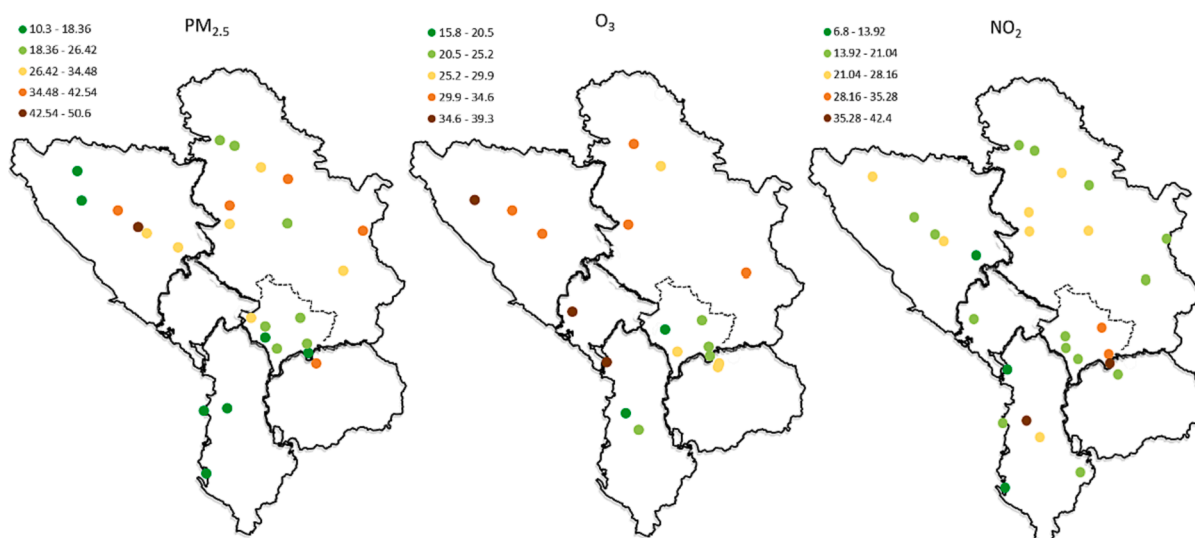 PM2.5
10.3 - 18.36
18.36 - 26.42
26.42 - 34.48
34.48 - 42.54
42.54 - 50.6
O3
15.8 - 20.5
20.5 - 25.2
25.2 - 29.9
29.9 - 34.6
34.6 - 39.3
NO2
6.8 - 13.92
13.92 - 21.04
21.04 - 28.16
28.16 - 35.28
35.28 - 42.4